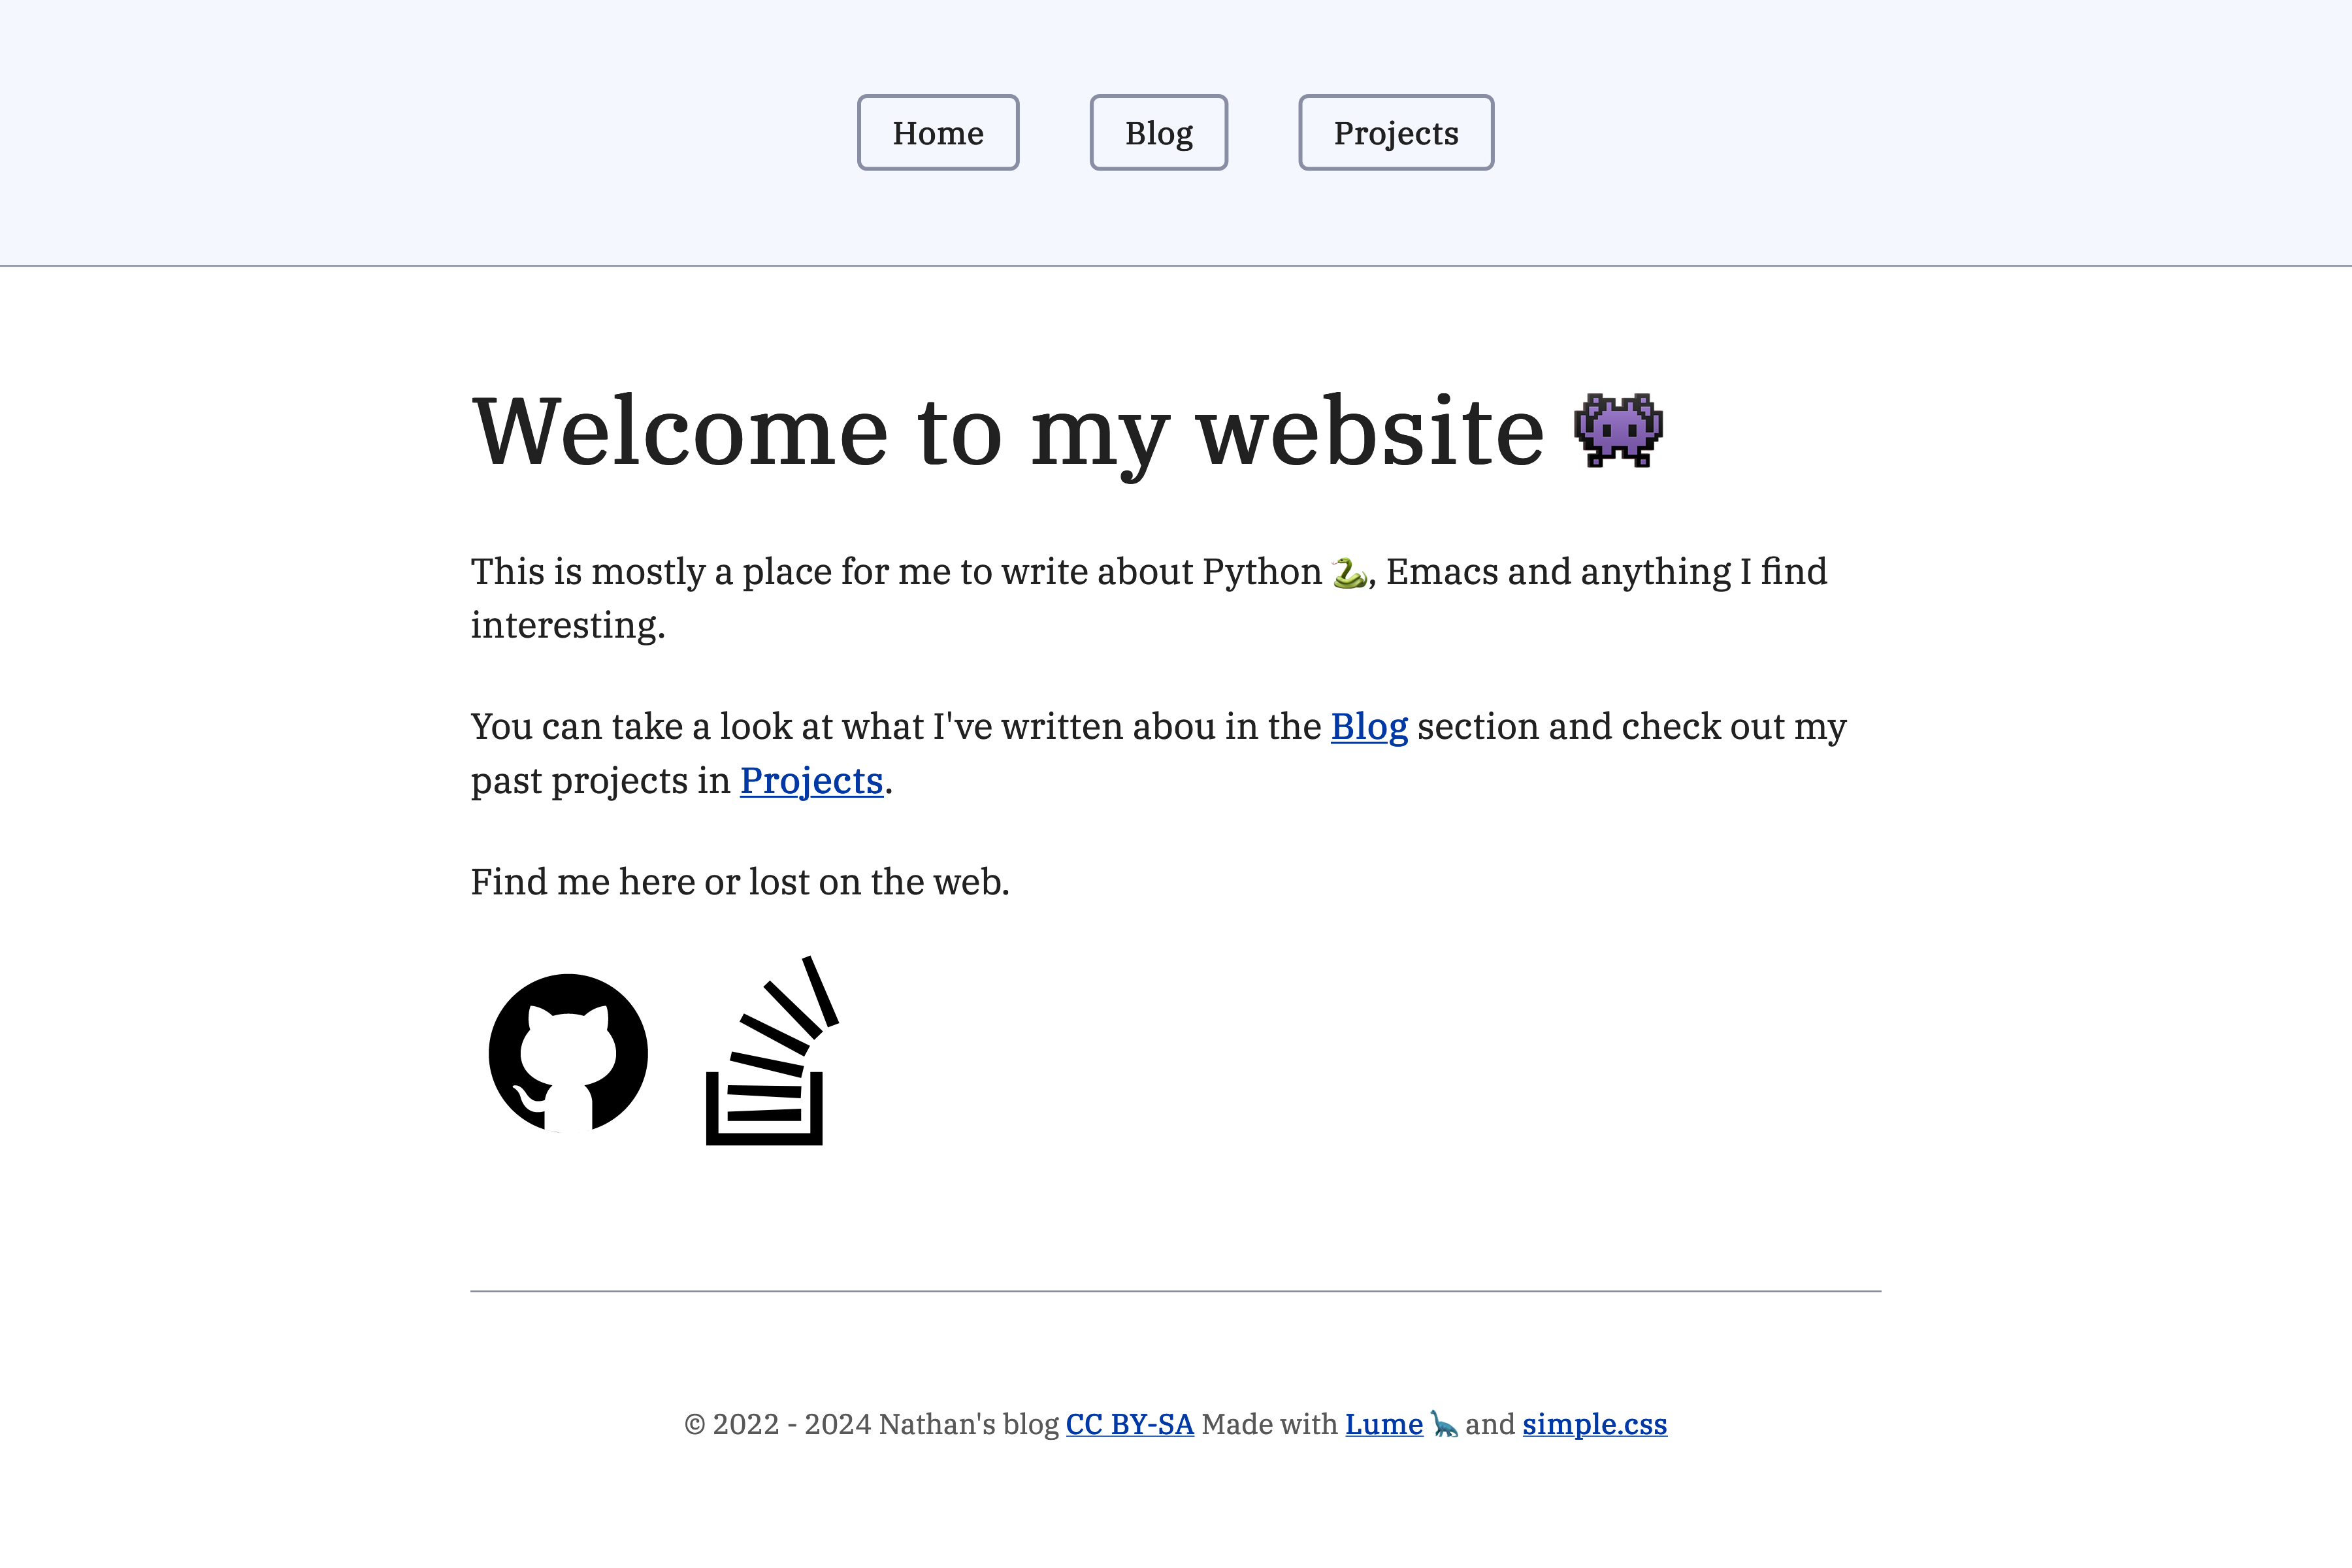 Home
Blog
Projects
Welcome to my website 👾
This is mostly a place for me to write about Python 🐍, Emacs and anything I find
interesting.
You can take a look at what I've written abou in the Blog section and check out my
past projects in Projects.
Find me here or lost on the web.
© 2022 - 2024 Nathan's blog CC BY-SA Made with Lume 🦕 and simple.css